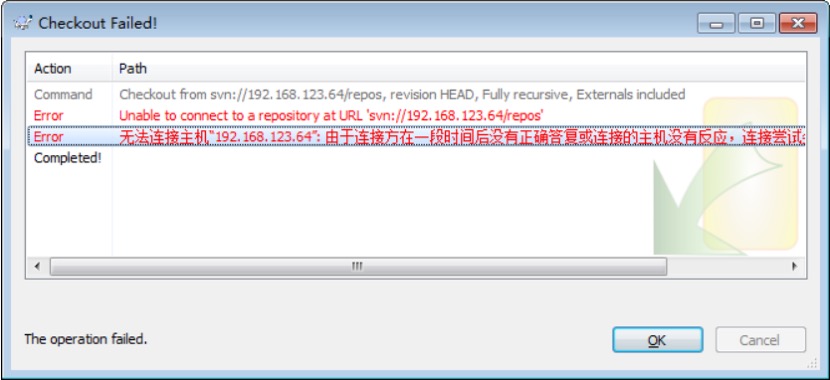 Checkout Failed!
Action Path
Command Checkout from svn://192.168.123.64/repos, revision HEAD, Fully recursive, Externals included
Error Unable to connect to a repository at URL 'svn://192.168.123.64/repos'
Error 无法连接主机“192.168.123.64”: 由于连接方在一段时间后没有正确答复或连接的主机没有反应，连接尝试
Completed!
The operation failed.
OK Cancel